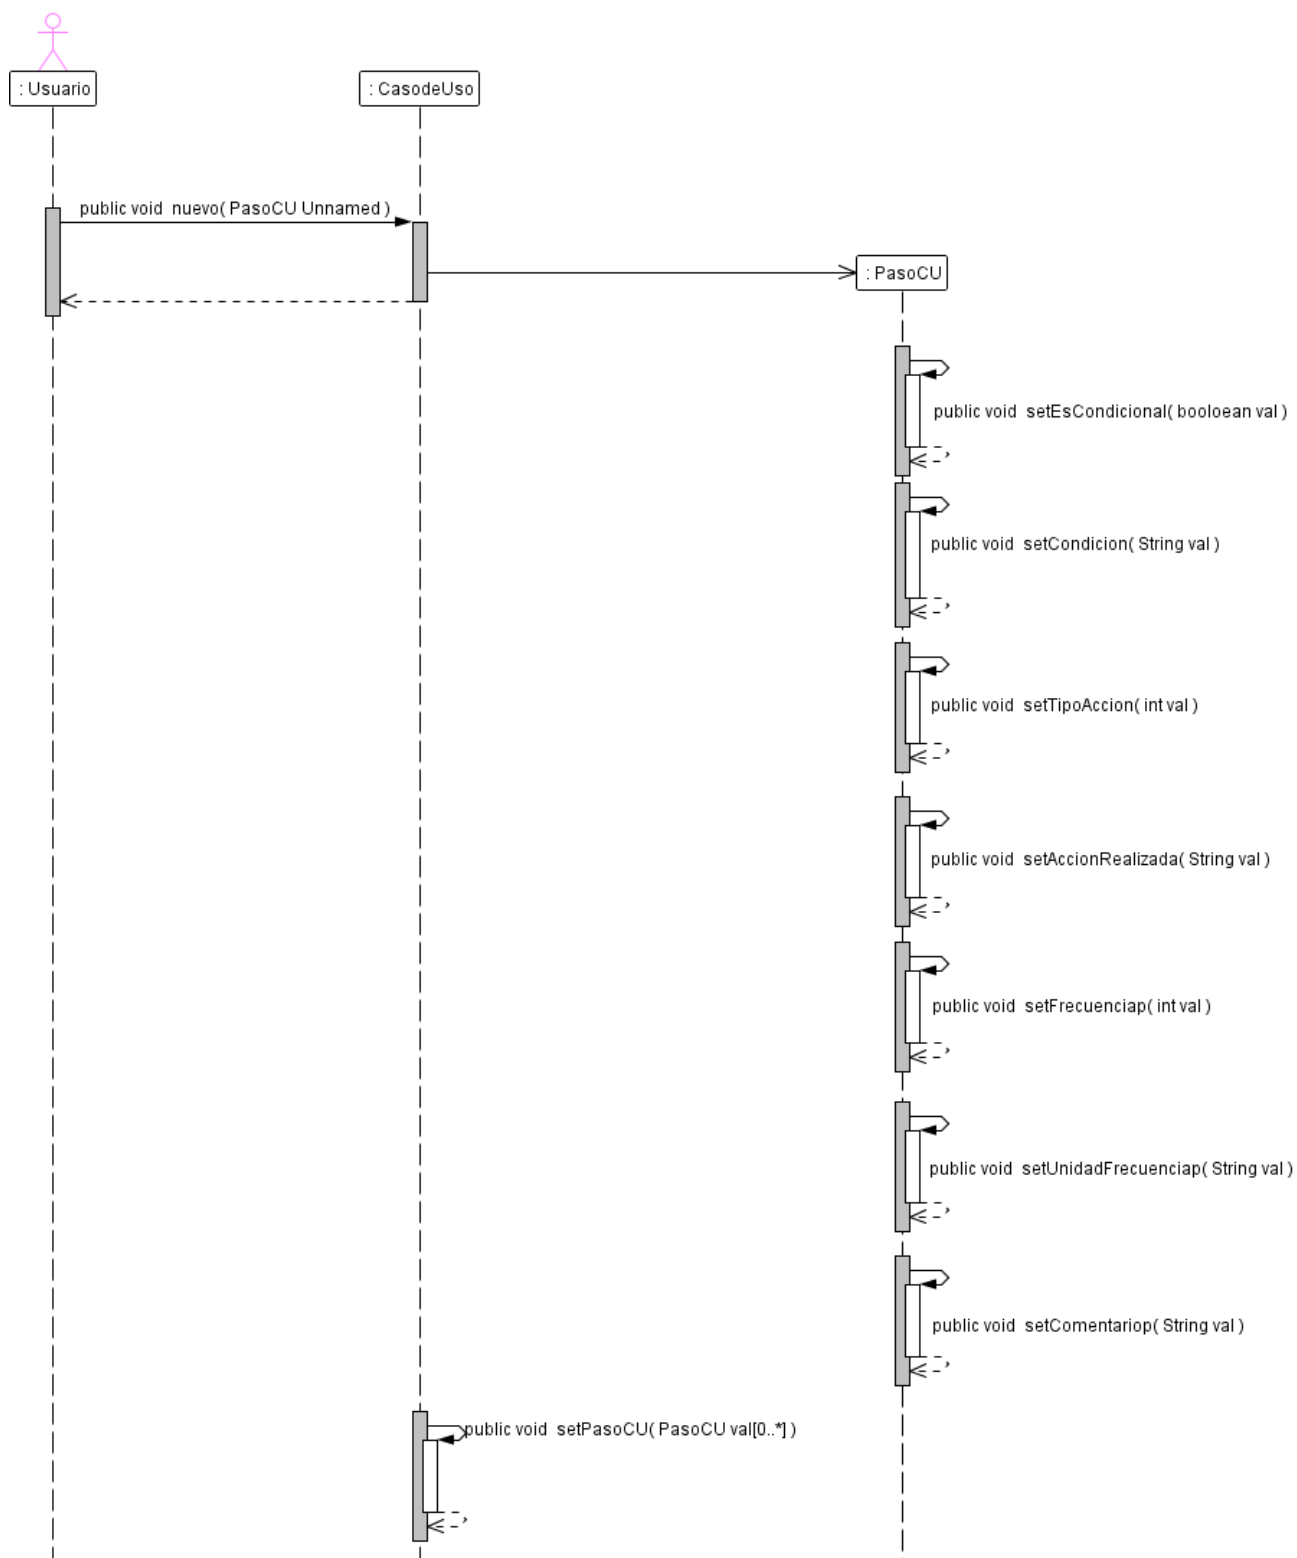 : Usuario
: CasodeUso
public void nuevo( PasoCU Unnamed )
: PasoCU
public void setEsCondicional( booloean val )
public void setCondicion( String val )
public void setTipoAccion( int val )
public void setAccionRealizada( String val )
public void setFrecuenciap( int val )
public void setUnidadFrecuenciap( String val )
public void setComentariop( String val )
public void setPasoCU( PasoCU val[0..*] )